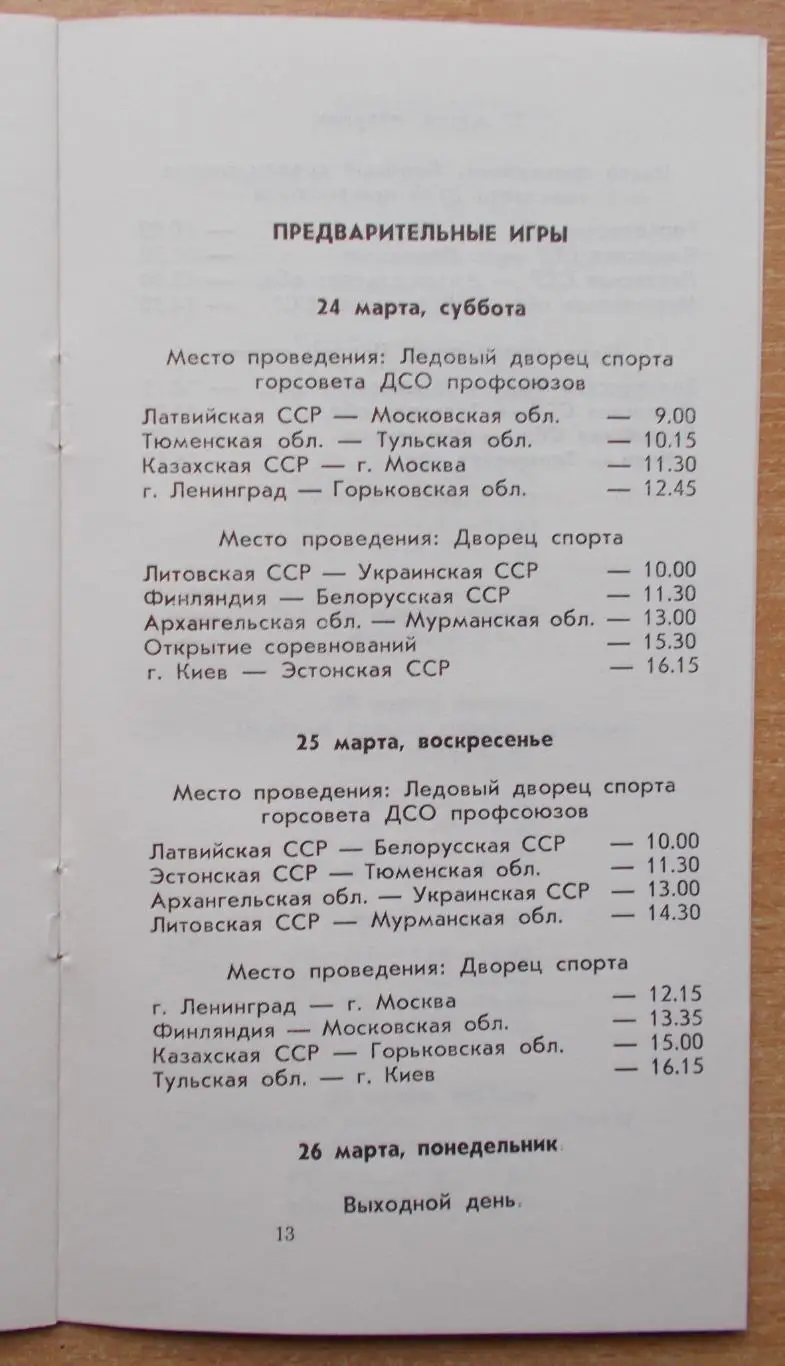 ПРЕДВАРИТЕЛЬНЫЕ ИГРЫ
24 марта, суббота
Место проведения: Ледовый дворец спорта
горсовета ДСО профсоюзов
Латвийская ССР — Московская обл. — 9.00
Тюменская обл. — Тульская обл. — 10.15
Казахская ССР — г. Москва — 11.30
г. Ленинград — Горьковская обл. — 12.45
Место проведения: Дворец спорта
Литовская ССР — Украинская ССР — 10.00
Финляндия — Белорусская ССР — 11.30
Архангельская обл. — Мурманская обл. — 13.00
Открытие соревнований — 15.30
г. Киев — Эстонская ССР — 16.15
25 марта, воскресенье
Место проведения: Ледовый дворец спорта
горсовета ДСО профсоюзов
Латвийская ССР — Белорусская ССР — 10.00
Эстонская ССР — Тюменская обл. — 11.30
Архангельская обл. — Украинская ССР — 13.00
Литовская ССР — Мурманская обл. — 14.30
Место проведения: Дворец спорта
г. Ленинград — г. Москва — 12.15
Финляндия — Московская обл. — 13.35
Казахская ССР — Горьковская обл. — 15.00
Тульская обл. — г. Киев — 16.15
26 марта, понедельник.
Выходной день.
13